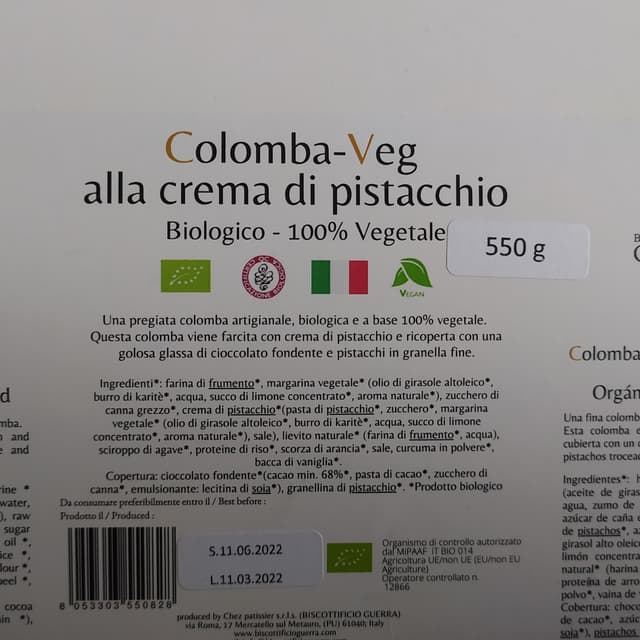 Colomba-Veg
alla crema di pistacchio
Biologico - 100% Vegetale
550 g
VEGAN
Una pregiata colomba artigianale, biologica e a base 100% vegetale.
Questa colomba viene farcita con crema di pistacchio e ricoperta con una
golosa glassa di cioccolato fondente e pistacchi in granella fine.
Ingredienti*: farina di frumento*, margarina vegetale* (olio di girasole altoleico*,
burro di karitè*, acqua, succo di limone concentrato*, aroma naturale*), zucchero di
canna grezzo*, crema di pistacchio*(pasta di pistacchio*, zucchero*, margarina
vegetale* (olio di girasole altoleico*, burro di karitè*, acqua, succo di limone
concentrato*, aroma naturale*), sale), lievito naturale* (farina di frumento*, acqua),
sciroppo di agave*, proteine di riso*, scorza di arancia*, sale, curcuma in polvere*,
bacca di vaniglia*.
Copertura: cioccolato fondente*(cacao min. 68%*, pasta di cacao*, zucchero di
canna*, emulsionante: lecitina di soia*), granellina di pistacchio*. *Prodotto biologico
Da consumare preferibilmente entro il / Best before :
Prodotto il / Produced :
S.11.06.2022
L.11.03.2022
8 053303 550828
Organismo di controllo autorizzato
dal MiPAAF IT BIO 014
Agricoltura UE/non UE (EU/non EU
Agriculture)
Operatore controllato n.
12866
produced by Chez patissier s.r.l.s. (BISCOTTIFICIO GUERRA)
via Roma, 17 Mercatello sul Metauro, (PU) 61040; Italy
www.biscottificioguerra.com
Colomba
Orgán
Una fina colomb
Esta colomba e
cubierta con un
pistachos trocead
Ingredientes*: h
(aceite de giras
agua, zumo de
azúcar de caña
de pistachos*, az
girasol alto oleic
limón concentra
natural* (harina
proteína de arro
polvo*, vaina de
Cobertura: choco
de cacao*, azúca
soja*), pistachos